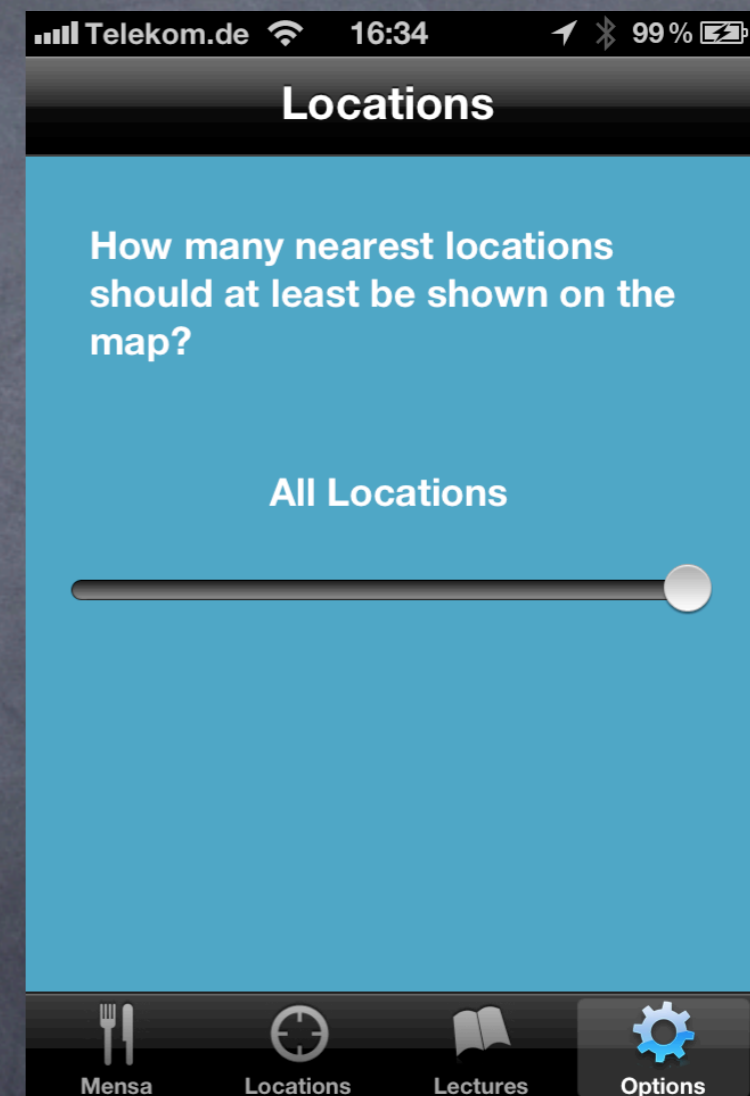 Telekom.de 16:34 99%
Locations
How many nearest locations
should at least be shown on the
map?
All Locations
Mensa Locations Lectures Options